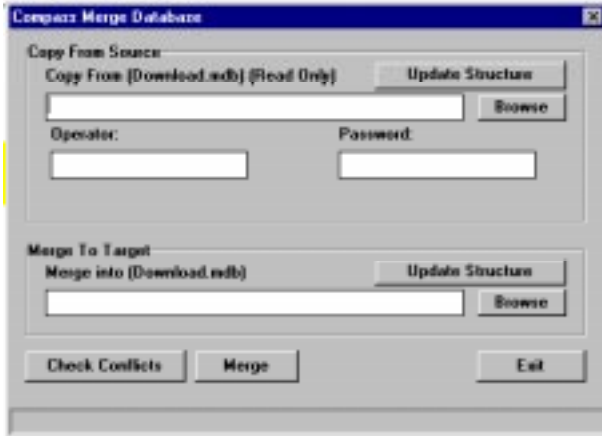 Compass Merge Database
Copy From Source
Copy From (Download.mdb) (Read Only) Update Structure
Browse
Operator: Password:
Merge To Target
Merge into (Download.mdb) Update Structure
Browse
Check Conflicts Merge Exit